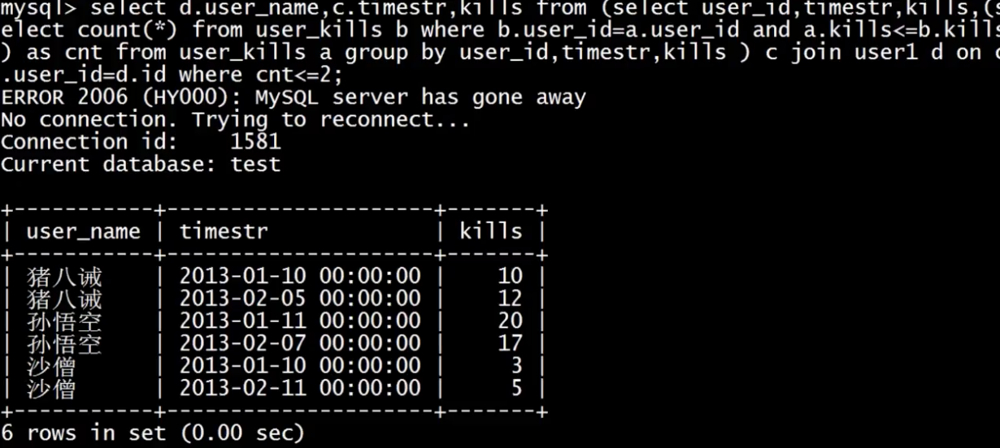 mysql> select d.user_name,c.timestr,kills from (select user_id,timestr,kills,(s
elect count(*) from user_kills b where b.user_id=a.user_id and a.kills<=b.kills
) as cnt from user_kills a group by user_id,timestr,kills ) c join user1 d on c
.user_id=d.id where cnt<=2;
ERROR 2006 (HY000): MySQL server has gone away
No connection. Trying to reconnect...
Connection id:    1581
Current database: test
+-----------+---------------------+-------+
| user_name | timestr             | kills |
+-----------+---------------------+-------+
| 猪八诫    | 2013-01-10 00:00:00 |    10 |
| 猪八诫    | 2013-02-05 00:00:00 |    12 |
| 孙悟空    | 2013-01-11 00:00:00 |    20 |
| 孙悟空    | 2013-02-07 00:00:00 |    17 |
| 沙僧      | 2013-01-10 00:00:00 |     3 |
| 沙僧      | 2013-02-11 00:00:00 |     5 |
+-----------+---------------------+-------+
6 rows in set (0.00 sec)